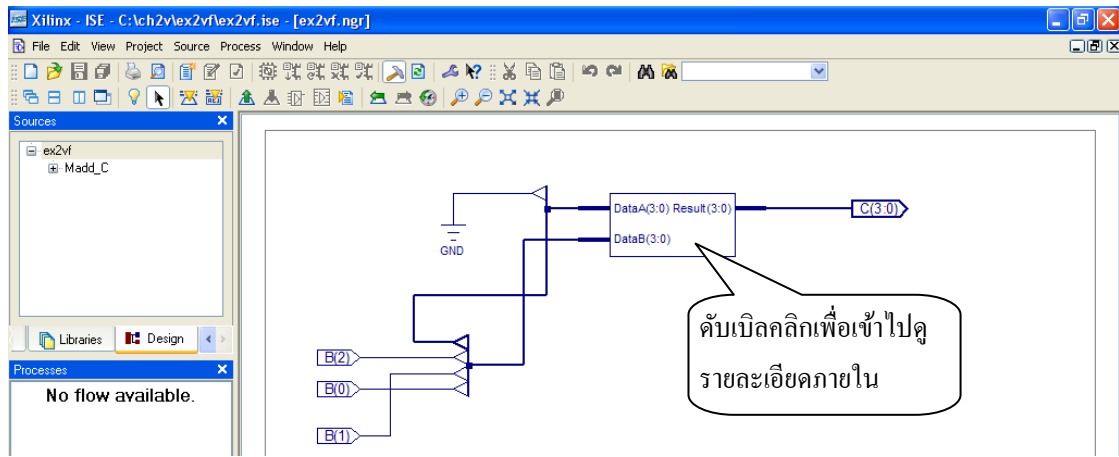 Xilinx - ISE - C:\ch2v\ex2vf\ex2vf.ise - [ex2vf.ngr]
File Edit View Project Source Process Window Help
Sources
ex2vf
Madd_C
Libraries
Design
Processes
No flow available.
GND
DataA(3:0) Result(3:0)
DataB(3:0)
C(3:0)
ดับเบิลคลิกเพื่อเข้าไปดู
รายละเอียดภายใน
B(2)
B(0)
B(1)